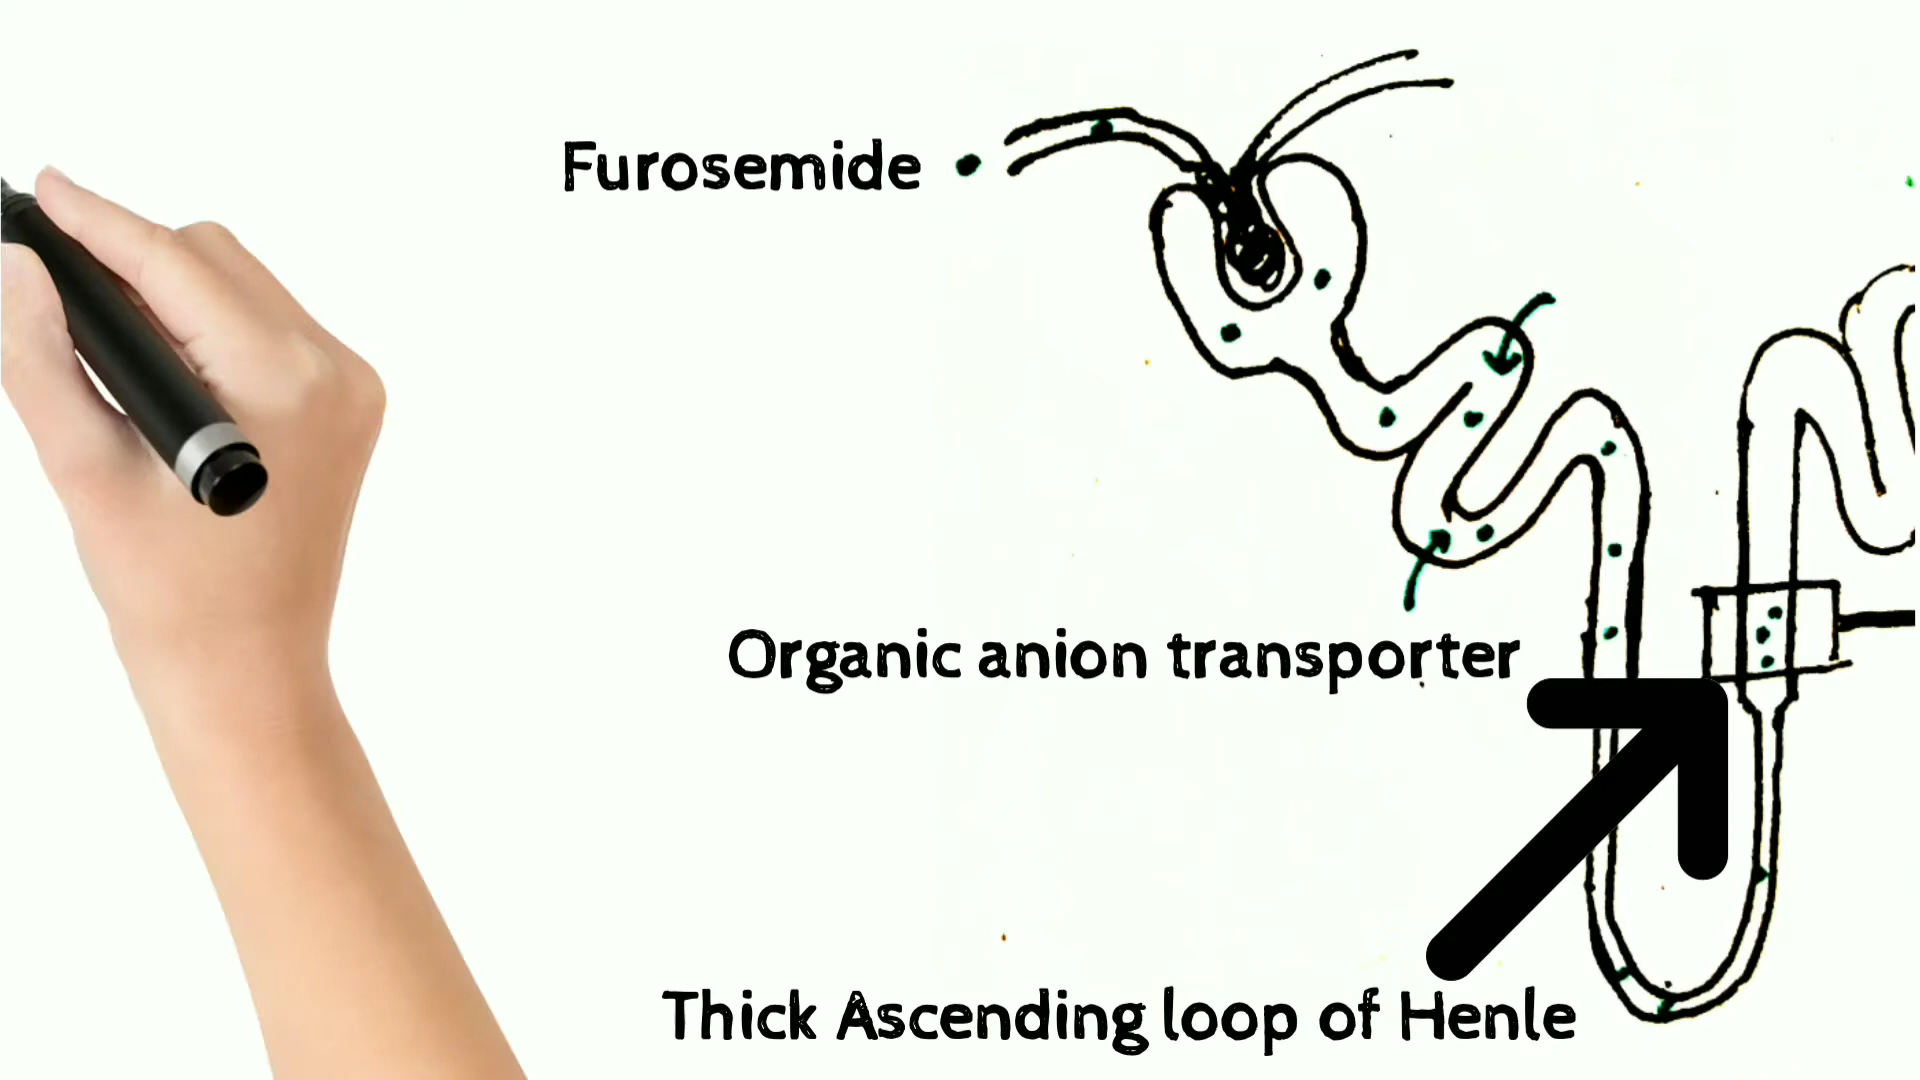 Furosemide
Organic anion transporter
Thick Ascending loop of Henle